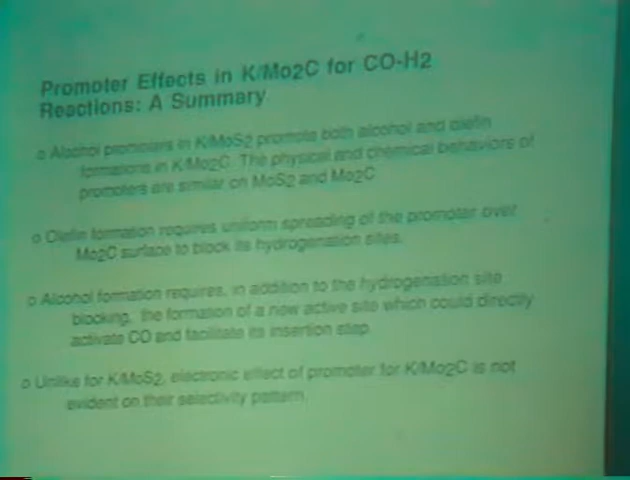 Promoter Effects in K/Mo2C for CO-H2
Reactions: A Summary
o Alcohol promoters in K/MoS2 promote both alcohol and olefin
formations in K/Mo2C. The physical and chemical behaviors of
promoters are similar on MoS2 and Mo2C
o Olefin formation requires uniform spreading of the promoter over
Mo2C surface to block its hydrogenation sites.
o Alcohol formation requires, in addition to the hydrogenation site
blocking, the formation of a new active site which could directly
activate CO and facilitate its insertion step.
o Unlike for K/MoS2, electronic effect of promoter for K/Mo2C is not
evident on their selectivity pattern.